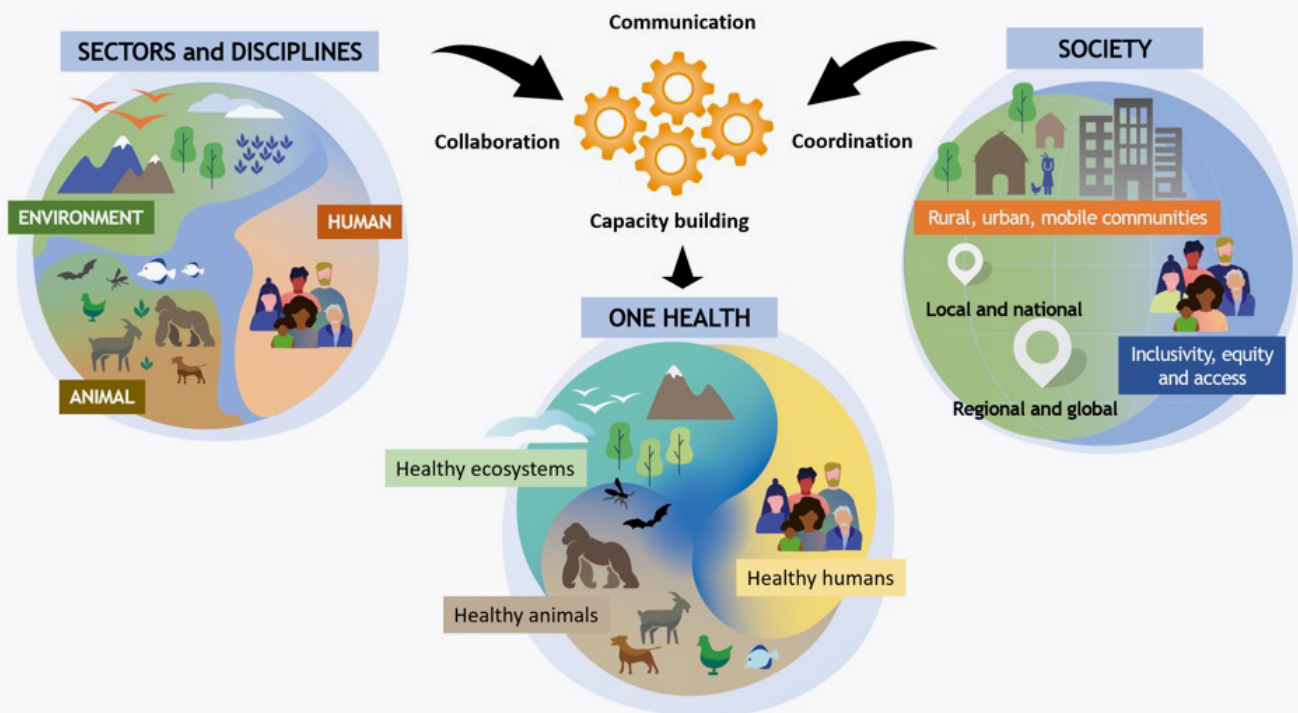 Communication
SECTORS and DISCIPLINES
SOCIETY
Collaboration
Coordination
ENVIRONMENT
HUMAN
Capacity building
Rural, urban, mobile communities
ONE HEALTH
Local and national
Inclusivity, equity
and access
ANIMAL
Regional and global
Healthy ecosystems
Healthy humans
Healthy animals